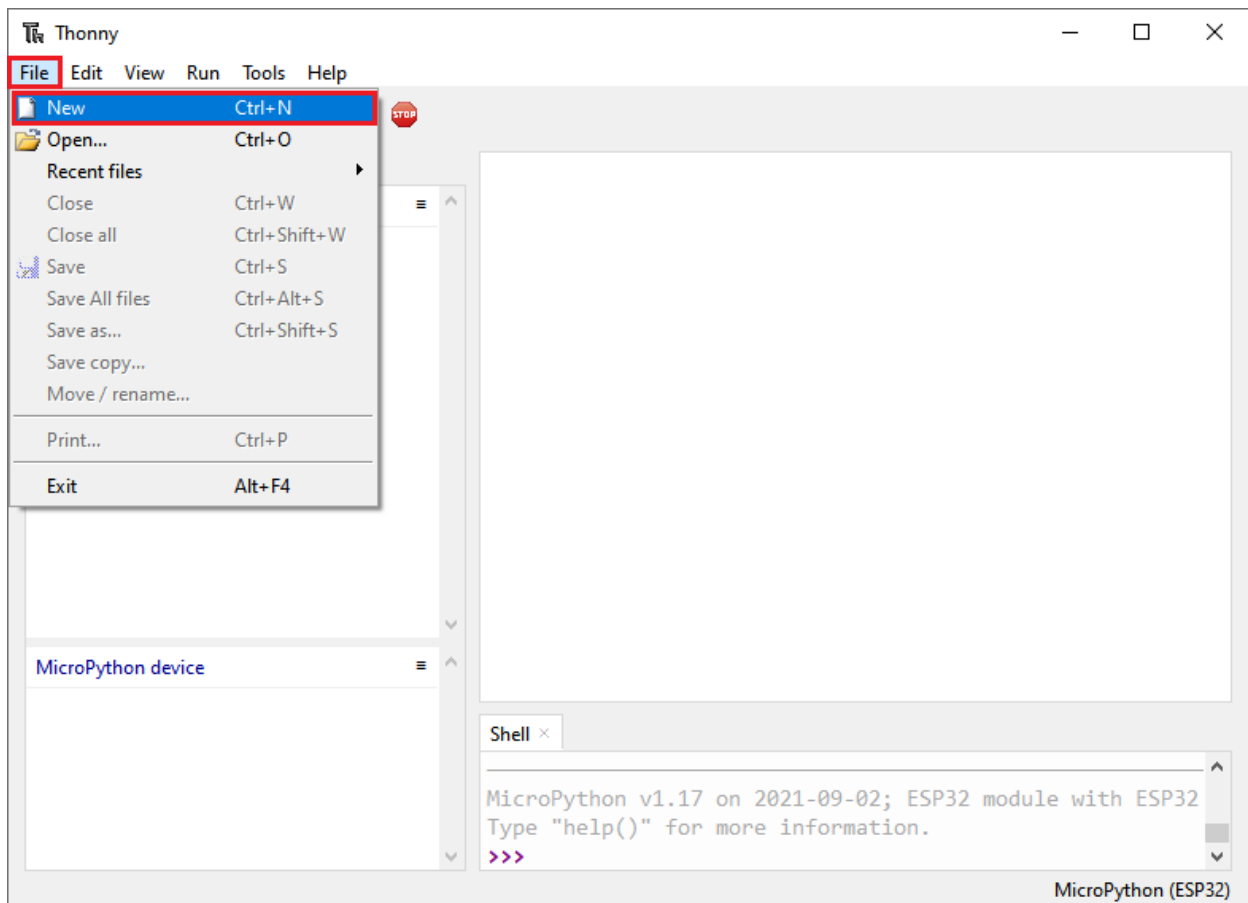 Thonny
File Edit View Run Tools Help
New Ctrl+N
STOP
Open... Ctrl+O
Recent files
Close Ctrl+W
Close all Ctrl+Shift+W
Save Ctrl+S
Save All files Ctrl+Alt+S
Save as... Ctrl+Shift+S
Save copy...
Move / rename...
Print... Ctrl+P
Exit Alt+F4
MicroPython device
Shell
MicroPython v1.17 on 2021-09-02; ESP32 module with ESP32
Type "help()" for more information.
>>>
MicroPython (ESP32)